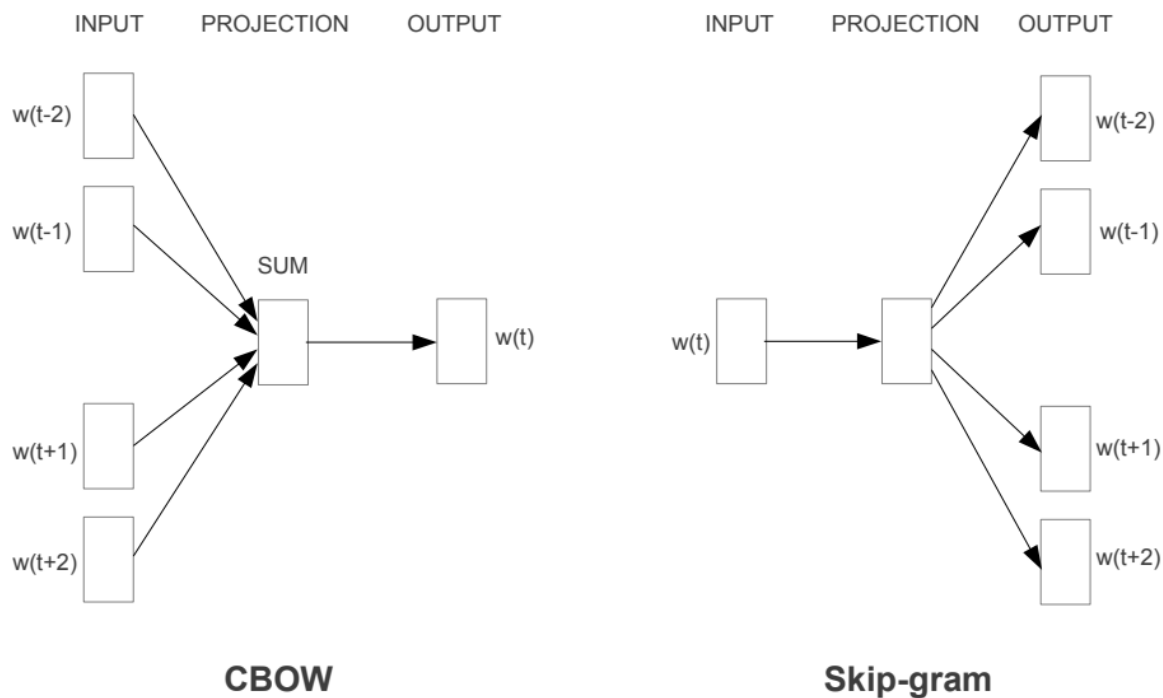 INPUT PROJECTION OUTPUT
w(t-2)
w(t-1)
SUM
w(t)
w(t+1)
w(t+2)
CBOW
INPUT PROJECTION OUTPUT
w(t-2)
w(t-1)
w(t)
w(t+1)
w(t+2)
Skip-gram